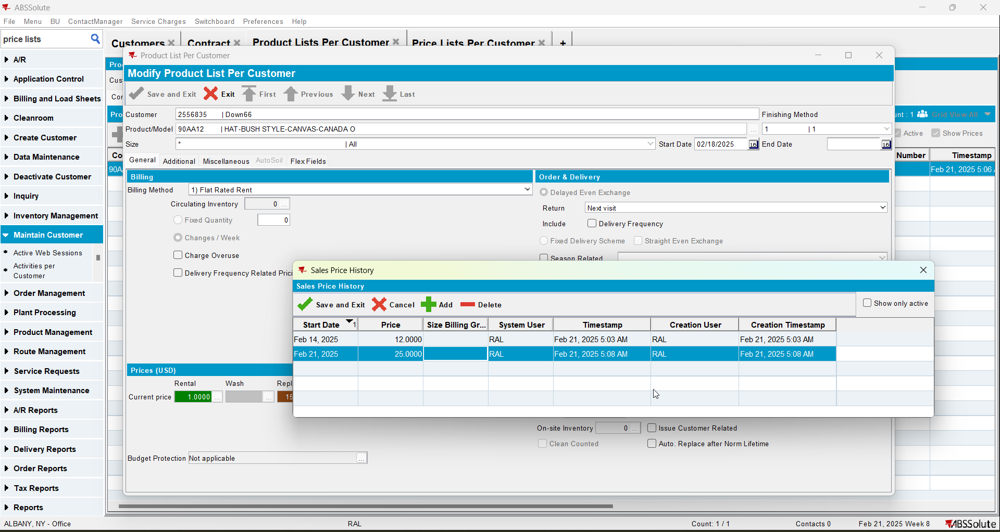 ABSSolute
File Menu BU ContactManager Service Charges Switchboard Preferences Help
price lists
Customers Contract Product Lists Per Customer Price Lists Per Customer +
Product List Per Customer
Modify Product List Per Customer
Save and Exit Exit First Previous Next Last
Customer 2556835 | Down66 Finishing Method
Product/Model 90AA12 | HAT-BUSH STYLE-CANVAS-CANADA O ... 1 | 1
Size * | All Start Date 02/18/2025 16 End Date 16
General Additional Miscellaneous AutoSoil Flex Fields
Billing
Billing Method 1) Flat Rated Rent
Circulating Inventory 0 ...
Fixed Quantity 0
Changes / Week
Charge Overuse
Delivery Frequency Related Prici
Order & Delivery
Delayed Even Exchange
Return Next visit
Include Delivery Frequency
Fixed Delivery Scheme Straight Even Exchange
Season Related
Sales Price History
Sales Price History
Save and Exit Cancel Add Delete Show only active
Start Date 1 Price Size Billing Gr... System User Timestamp Creation User Creation Timestamp
Feb 14, 2025 12.0000 RAL Feb 21, 2025 5:03 AM RAL Feb 21, 2025 5:03 AM
Feb 21, 2025 25.0000 RAL Feb 21, 2025 5:08 AM RAL Feb 21, 2025 5:08 AM
Prices (USD)
Rental Wash Repl
Current price 1.0000 ... ... 15
On-site Inventory 0 ... Issue Customer Related
Clean Counted Auto. Replace after Norm Lifetime
Budget Protection Not applicable ...
Pro
Cus
Con
Pro
unt : 1 Grid View All
Active Show Prices
Co Number Timestamp
90A Feb 21, 2025 5:06
A/R
Application Control
Billing and Load Sheets
Cleanroom
Create Customer
Data Maintenance
Deactivate Customer
Inquiry
Inventory Management
Maintain Customer
Active Web Sessions
Activities per
Customer
Order Management
Plant Processing
Product Management
Route Management
Service Requests
System Maintenance
A/R Reports
Billing Reports
Delivery Reports
Order Reports
Tax Reports
Reports
ALBANY, NY - Office RAL Count: 1 / 1 Contacts 0 Feb 21, 2025 Week 8 ABSSolute